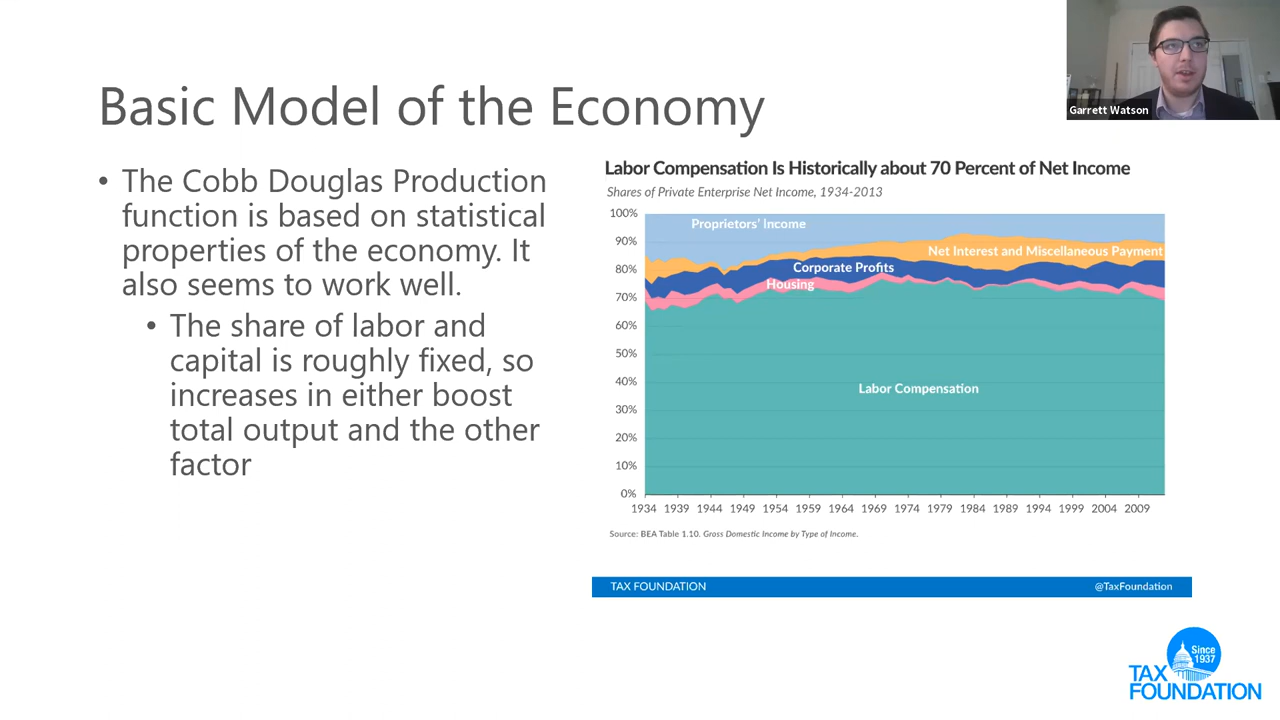 Garrett Watson
Basic Model of the Economy
• The Cobb Douglas Production
function is based on statistical
properties of the economy. It
also seems to work well.
• The share of labor and
capital is roughly fixed, so
increases in either boost
total output and the other
factor
Labor Compensation Is Historically about 70 Percent of Net Income
Shares of Private Enterprise Net Income, 1934-2013
100%
90%
80%
70%
60%
50%
40%
30%
20%
10%
0%
Proprietors' Income
Net Interest and Miscellaneous Payment
Corporate Profits
Housing
Labor Compensation
1934 1939 1944 1949 1954 1959 1964 1969 1974 1979 1984 1989 1994 1999 2004 2009
Source: BEA Table 1.10. Gross Domestic Income by Type of Income.
TAX FOUNDATION @TaxFoundation
Since
1937
TAX
FOUNDATION